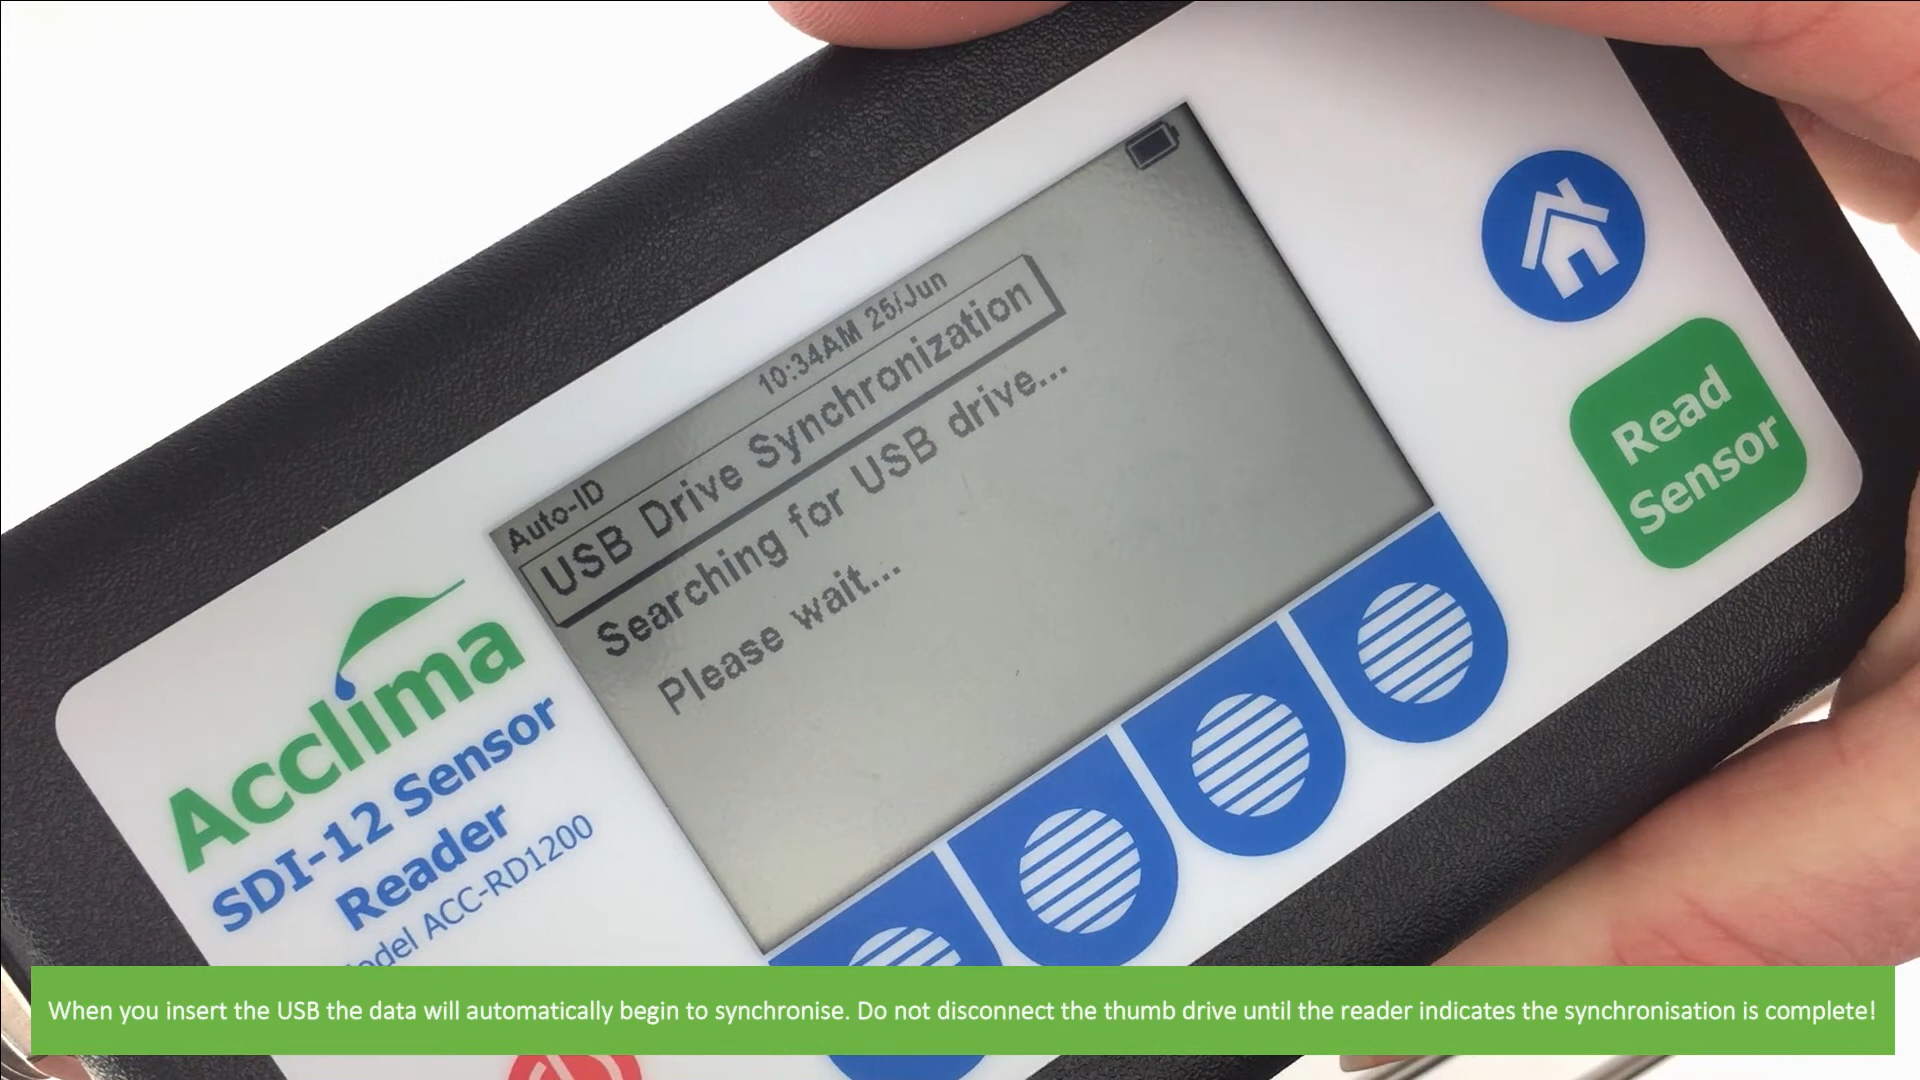 Auto-ID
10:34AM 25/Jun
USB Drive Synchronization
Searching for USB drive...
Please wait...
Read
Sensor
Acclima
SDI-12 Sensor
Reader
Model ACC-RD1200
When you insert the USB the data will automatically begin to synchronise. Do not disconnect the thumb drive until the reader indicates the synchronisation is complete!